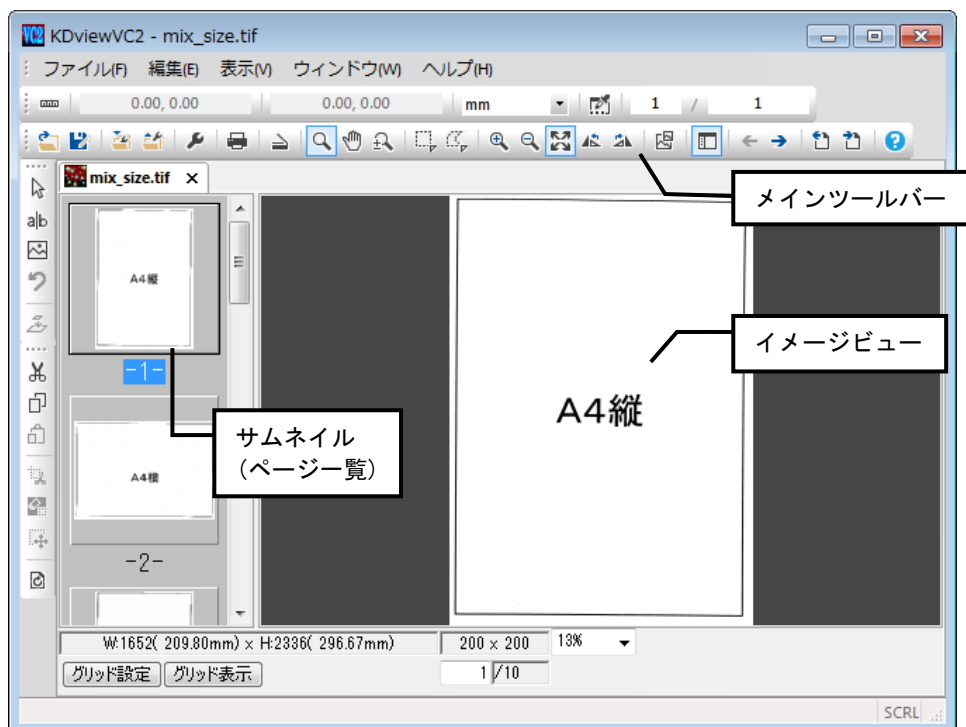 VC2 KDviewVC2 - mix_size.tif
ファイル(F) 編集(E) 表示(V) ウィンドウ(W) ヘルプ(H)
0.00, 0.00 0.00, 0.00 mm 1 / 1
mix_size.tif
a|b
メインツールバー
A4縦
-1-
イメージビュー
A4縦
サムネイル
(ページ一覧)
A4横
-2-
W:1652( 209.80mm) × H:2336( 296.67mm) 200 × 200 13%
グリッド設定 グリッド表示 1 /10
SCRL